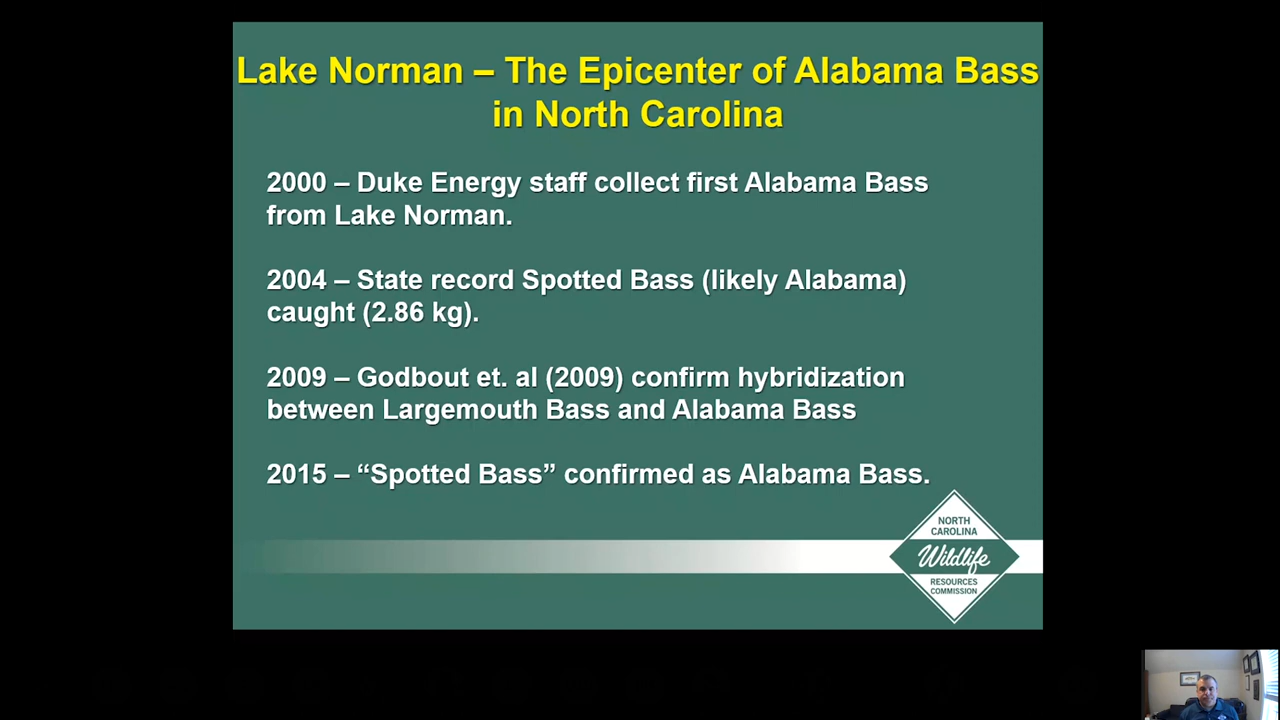 Lake Norman – The Epicenter of Alabama Bass
in North Carolina
2000 – Duke Energy staff collect first Alabama Bass
from Lake Norman.
2004 – State record Spotted Bass (likely Alabama)
caught (2.86 kg).
2009 – Godbout et. al (2009) confirm hybridization
between Largemouth Bass and Alabama Bass
2015 – “Spotted Bass” confirmed as Alabama Bass.
NORTH
CAROLINA
Wildlife
RESOURCES
COMMISSION